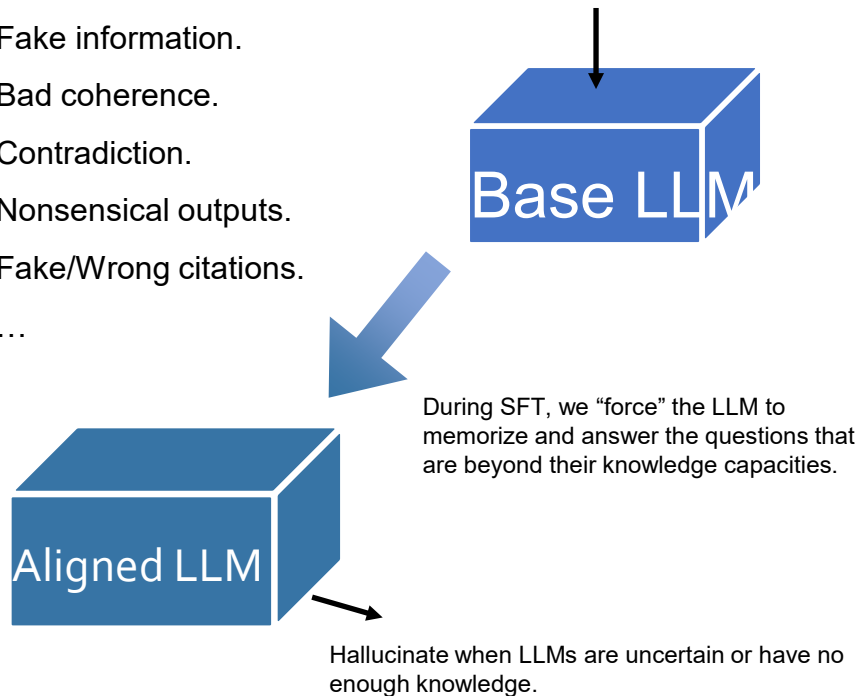 Fake information.
Bad coherence.
Contradiction.
Nonsensical outputs.
Fake/Wrong citations.
…
Base LLM
During SFT, we “force” the LLM to
memorize and answer the questions that
are beyond their knowledge capacities.
Aligned LLM
Hallucinate when LLMs are uncertain or have no
enough knowledge.